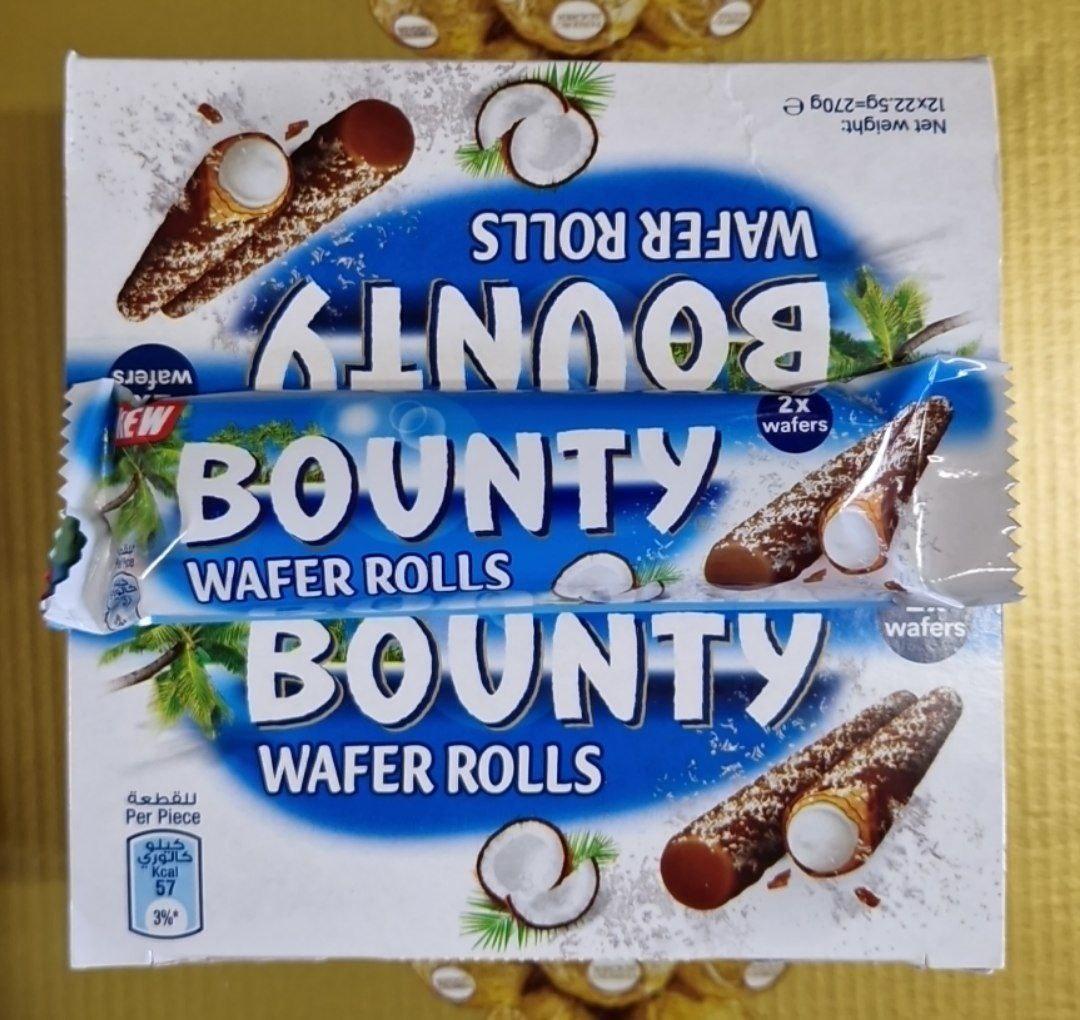 Net weight:
12x22.5g=270g e
WAFER ROLLS
BOUNTY
wafers
NEW
2x
wafers
BOUNTY
WAFER ROLLS
wafers
BOUNTY
WAFER ROLLS
للقطعة
Per Piece
كيلو
كالوري
Kcal
57
3%*